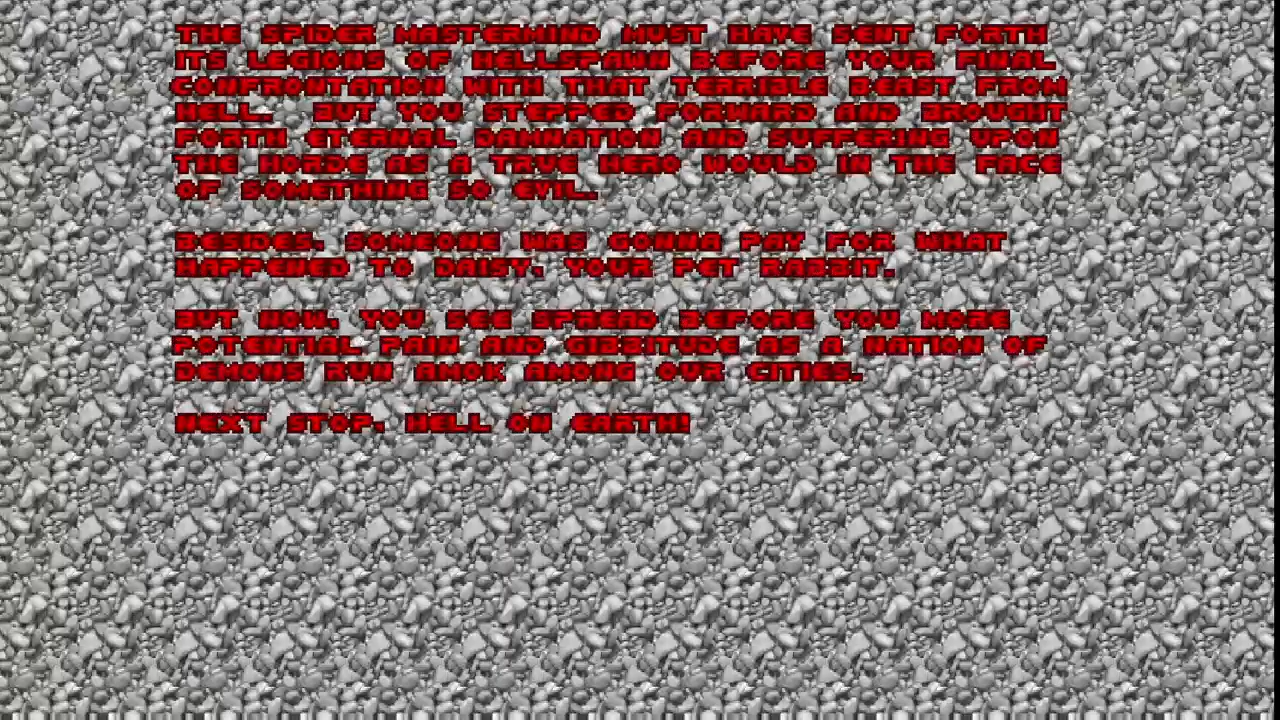 THE SPIDER MASTERMIND MUST HAVE SENT FORTH
ITS LEGIONS OF HELLSPAWN BEFORE YOUR FINAL
CONFRONTATION WITH THAT TERRIBLE BEAST FROM
HELL. BUT YOU STEPPED FORWARD AND BROUGHT
FORTH ETERNAL DAMNATION AND SUFFERING UPON
THE HORDE AS A TRUE HERO WOULD IN THE FACE
OF SOMETHING SO EVIL.
BESIDES, SOMEONE WAS GONNA PAY FOR WHAT
HAPPENED TO DAISY, YOUR PET RABBIT.
BUT NOW, YOU SEE SPREAD BEFORE YOU MORE
POTENTIAL PAIN AND GIBBITUDE AS A NATION OF
DEMONS RUN AMOK AMONG OUR CITIES.
NEXT STOP, HELL ON EARTH!